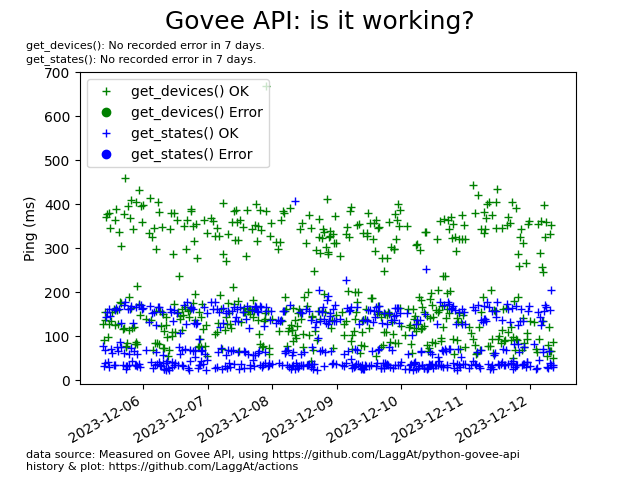 Govee API: is it working?
get_devices(): No recorded error in 7 days.
get_states(): No recorded error in 7 days.
700
600
500
400
300
200
100
0
Ping (ms)
get_devices() OK
get_devices() Error
get_states() OK
get_states() Error
2023-12-06
2023-12-07
2023-12-08
2023-12-09
2023-12-10
2023-12-11
2023-12-12
data source: Measured on Govee API, using https://github.com/LaggAt/python-govee-api
history & plot: https://github.com/LaggAt/actions